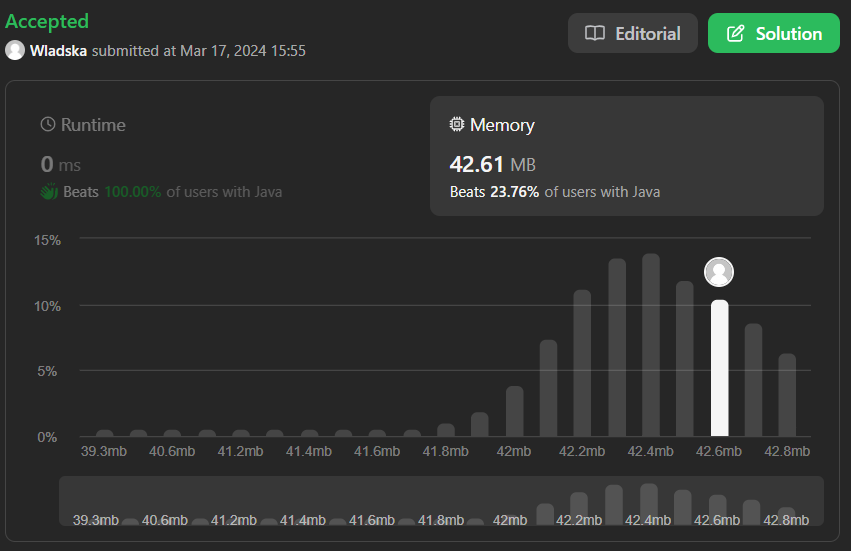 Accepted
Wladska submitted at Mar 17, 2024 15:55
Editorial
Solution
Runtime
0 ms
Beats 100.00% of users with Java
Memory
42.61 MB
Beats 23.76% of users with Java
15%
10%
5%
0%
39.3mb 40.6mb 41.2mb 41.4mb 41.6mb 41.8mb 42mb 42.2mb 42.4mb 42.6mb 42.8mb
39.3mb 40.6mb 41.2mb 41.4mb 41.6mb 41.8mb 42mb 42.2mb 42.4mb 42.6mb 42.8mb